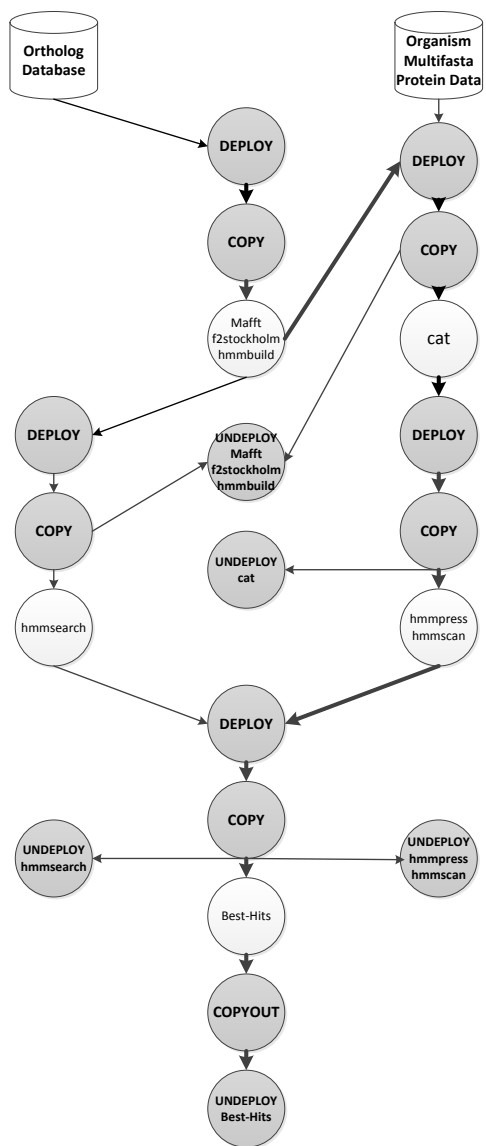 Ortholog
Database
Organism
Multifasta
Protein Data
DEPLOY
DEPLOY
COPY
COPY
Mafft
f2stockholm
hmmbuild
cat
DEPLOY
UNDEPLOY
Mafft
f2stockholm
hmmbuild
DEPLOY
COPY
COPY
UNDEPLOY
cat
hmmsearch
hmmpress
hmmscan
DEPLOY
COPY
UNDEPLOY
hmmsearch
UNDEPLOY
hmmpress
hmmscan
Best-Hits
COPYOUT
UNDEPLOY
Best-Hits